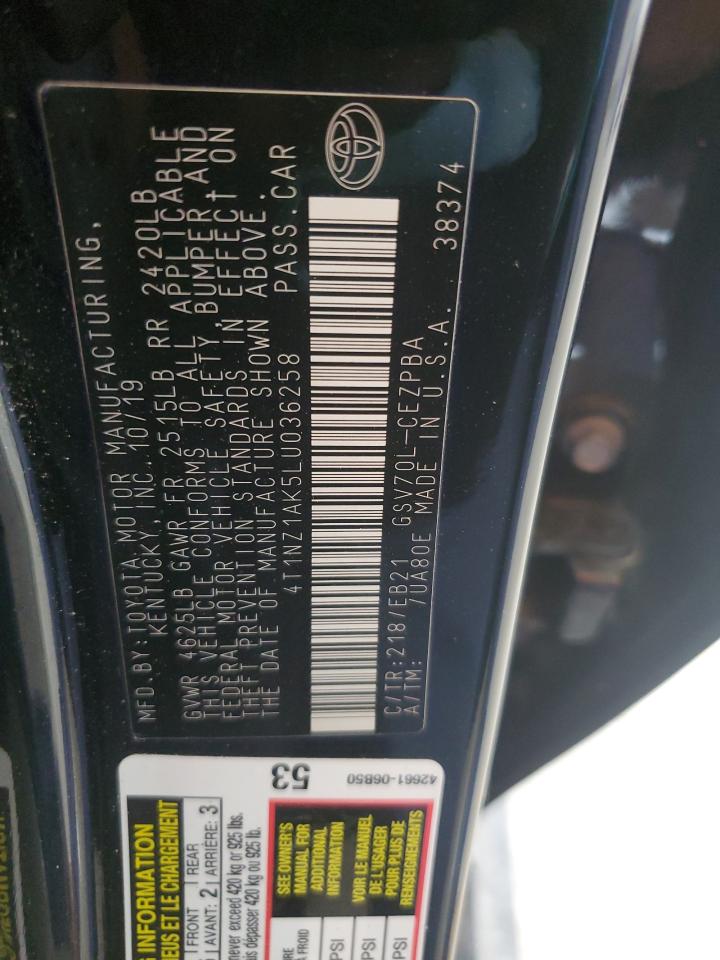 MFD.BY:TOYOTA MOTOR MANUFACTURING,
KENTUCKY, INC. 10/19
GVWR 4625LB GAWR FR 2515LB RR 2420LB
THIS VEHICLE CONFORMS TO ALL APPLICABLE
FEDERAL MOTOR VEHICLE SAFETY, BUMPER AND
THEFT PREVENTION STANDARDS IN EFFECT ON
THE DATE OF MANUFACTURE SHOWN ABOVE.
4T1NZ1AK5LU036258 PASS.CAR
C/TR:218/EB21 GSV70L-CEZPBA
A/TM: /UA80E MADE IN U.S.A. 38374
INFORMATION
NEUS ET LE CHARGEMENT
FRONT 2 REAR 3
AVANT: ARRIÈRE:
never exceed 420 kg or 925 lbs.
dépasser 420 kg ou 925 lb.
53
SEE OWNER'S
MANUAL FOR
ADDITIONAL
INFORMATION
VOIR LE MANUEL
DE L'USAGER
POUR PLUS DE
RENSEIGNEMENTS
À FROID
PSI
PSI
PSI
42661-06B50